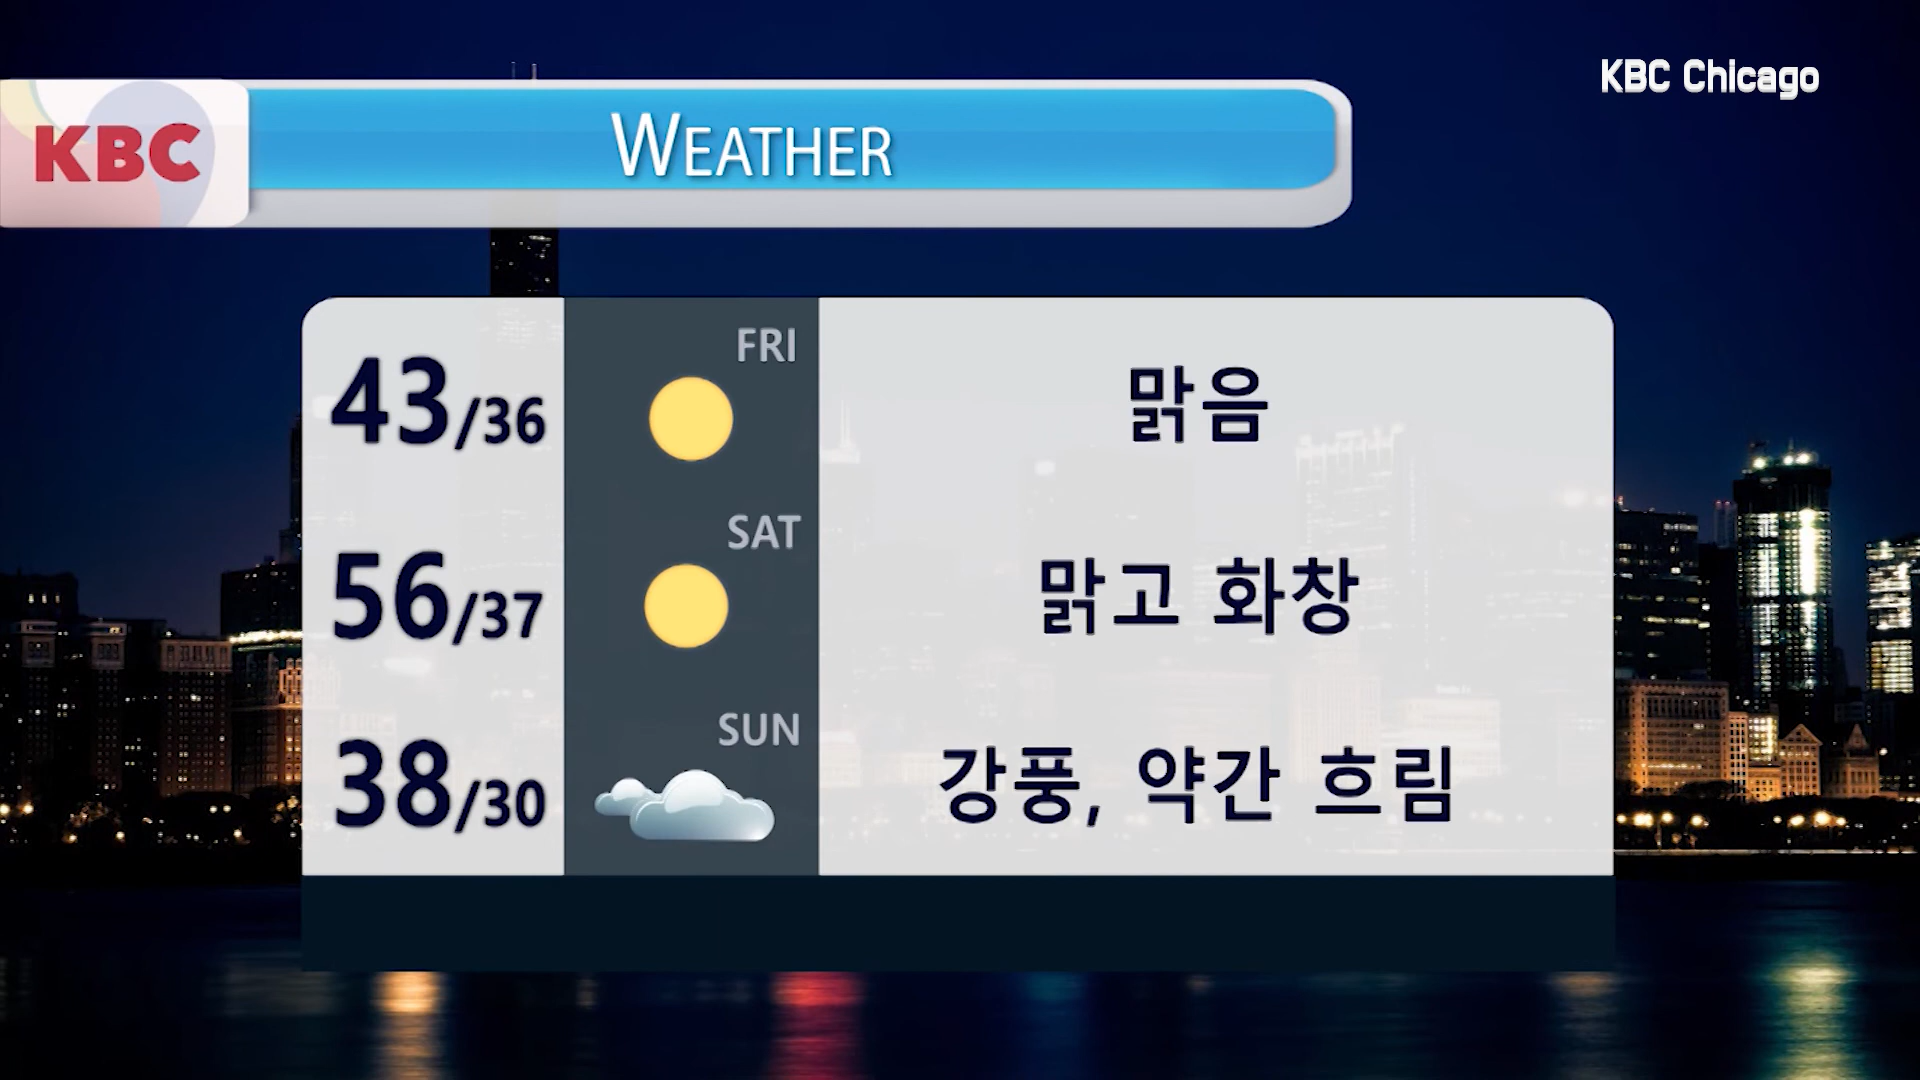 KBC Chicago
KBC
WEATHER
43/36
FRI
맑음
56/37
SAT
맑고 화창
38/30
SUN
강풍, 약간 흐림